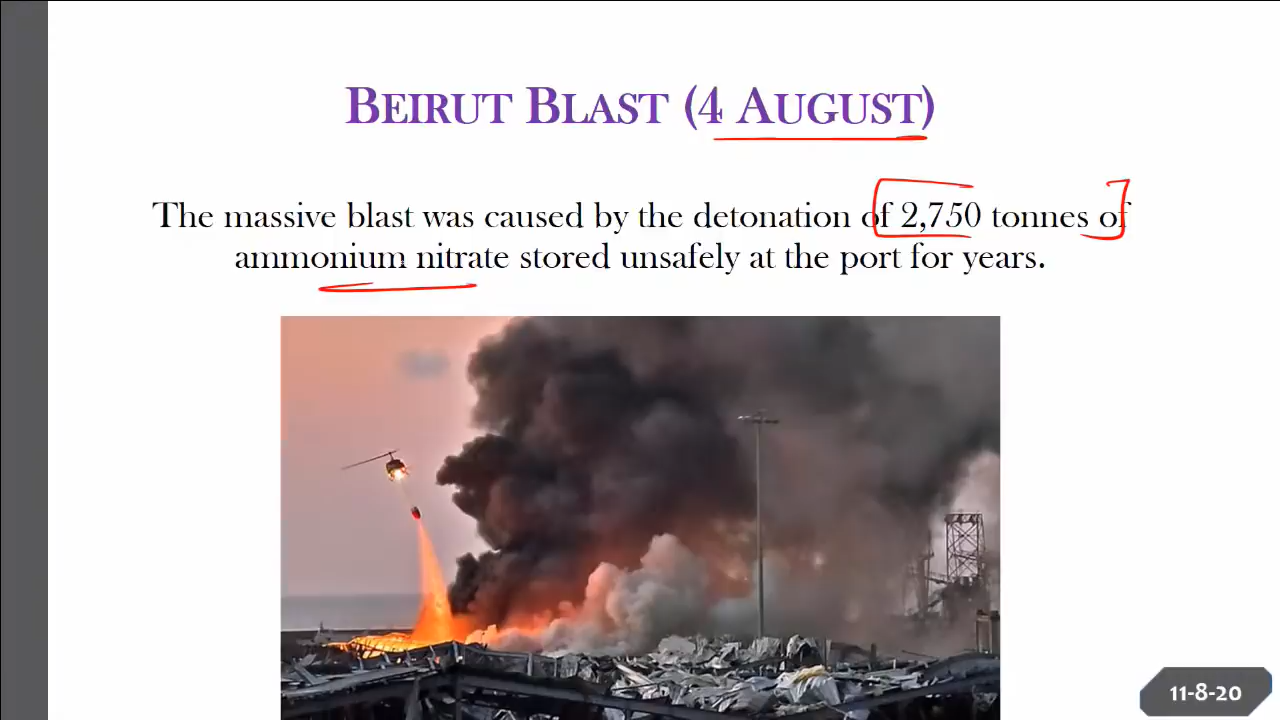 BEIRUT BLAST (4 AUGUST)
The massive blast was caused by the detonation of 2,750 tonnes of
ammonium nitrate stored unsafely at the port for years.
11-8-20